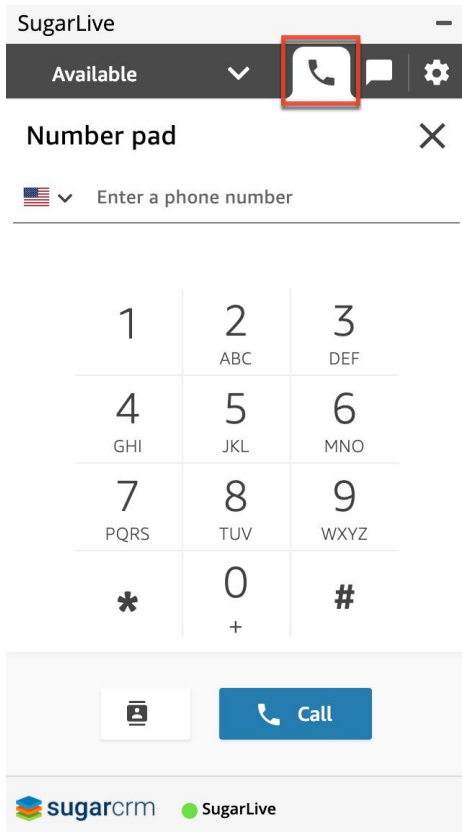 SugarLive
Available
Number pad
Enter a phone number
1 2 3
ABC DEF
4 5 6
GHI JKL MNO
7 8 9
PQRS TUV WXYZ
* 0 #
+
Call
sugarcrm SugarLive